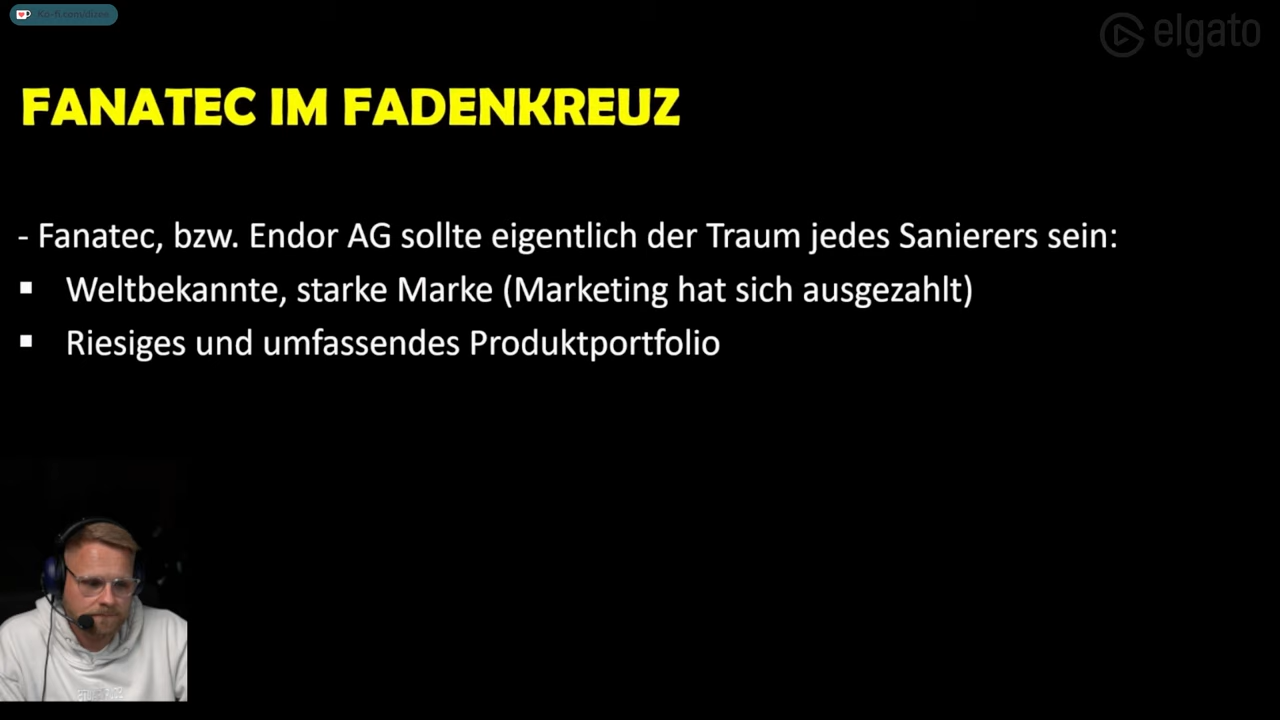 elgato
FANATEC IM FADENKREUZ
- Fanatec, bzw. Endor AG sollte eigentlich der Traum jedes Sanierers sein:
▪ Weltbekannte, starke Marke (Marketing hat sich ausgezahlt)
▪ Riesiges und umfassendes Produktportfolio